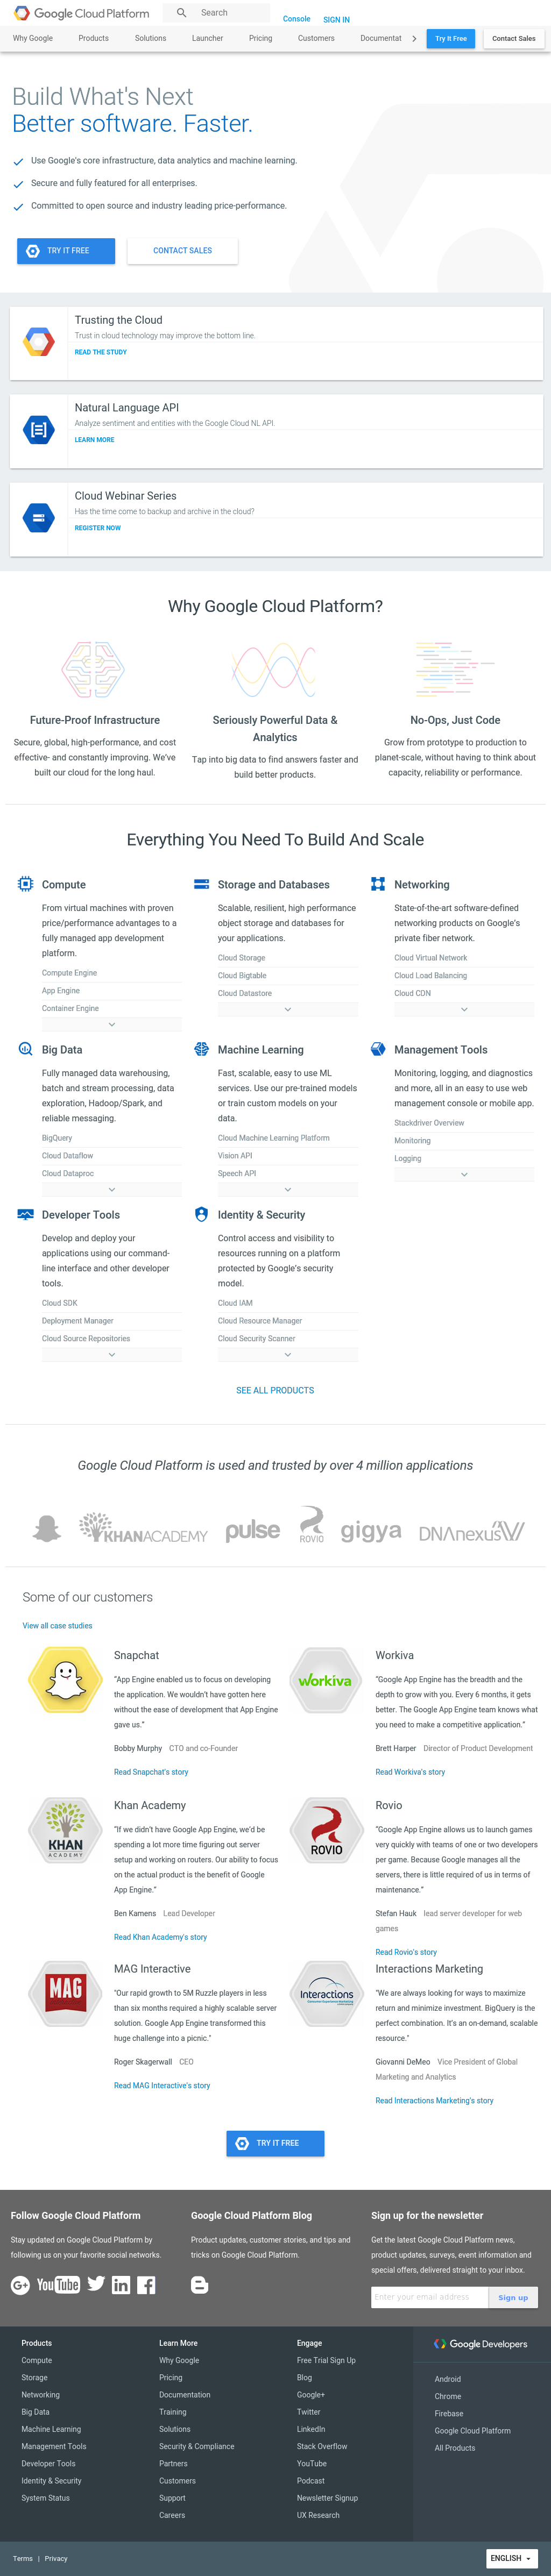 Google Cloud Platform
Search
Console
SIGN IN
Why Google
Products
Solutions
Launcher
Pricing
Customers
Documentat
Try It Free
Contact Sales
Build What's Next
Better software. Faster.
Use Google's core infrastructure, data analytics and machine learning.
Secure and fully featured for all enterprises.
Committed to open source and industry leading price-performance.
TRY IT FREE
CONTACT SALES
Trusting the Cloud
Trust in cloud technology may improve the bottom line.
READ THE STUDY
Natural Language API
Analyze sentiment and entities with the Google Cloud NL API.
LEARN MORE
Cloud Webinar Series
Has the time come to backup and archive in the cloud?
REGISTER NOW
Why Google Cloud Platform?
Future-Proof Infrastructure
Secure, global, high-performance, and cost
effective- and constantly improving. We've
built our cloud for the long haul.
Seriously Powerful Data &
Analytics
Tap into big data to find answers faster and
build better products.
No-Ops, Just Code
Grow from prototype to production to
planet-scale, without having to think about
capacity, reliability or performance.
Everything You Need To Build And Scale
Compute
From virtual machines with proven
price/performance advantages to a
fully managed app development
platform.
Compute Engine
App Engine
Container Engine
Storage and Databases
Scalable, resilient, high performance
object storage and databases for
your applications.
Cloud Storage
Cloud Bigtable
Cloud Datastore
Networking
State-of-the-art software-defined
networking products on Google's
private fiber network.
Cloud Virtual Network
Cloud Load Balancing
Cloud CDN
Big Data
Fully managed data warehousing,
batch and stream processing, data
exploration, Hadoop/Spark, and
reliable messaging.
BigQuery
Cloud Dataflow
Cloud Dataproc
Machine Learning
Fast, scalable, easy to use ML
services. Use our pre-trained models
or train custom models on your
data.
Cloud Machine Learning Platform
Vision API
Speech API
Management Tools
Monitoring, logging, and diagnostics
and more, all in an easy to use web
management console or mobile app.
Stackdriver Overview
Monitoring
Logging
Developer Tools
Develop and deploy your
applications using our command-
line interface and other developer
tools.
Cloud SDK
Deployment Manager
Cloud Source Repositories
Identity & Security
Control access and visibility to
resources running on a platform
protected by Google's security
model.
Cloud IAM
Cloud Resource Manager
Cloud Security Scanner
SEE ALL PRODUCTS
Google Cloud Platform is used and trusted by over 4 million applications
KHANACADEMY
pulse
ROVIO
gigya
DNAnexus
Some of our customers
View all case studies
Snapchat
"App Engine enabled us to focus on developing
the application. We wouldn't have gotten here
without the ease of development that App Engine
gave us."
Bobby Murphy CTO and co-Founder
Read Snapchat's story
workiva
Workiva
"Google App Engine has the breadth and the
depth to grow with you. Every 6 months, it gets
better. The Google App Engine team knows what
you need to make a competitive application."
Brett Harper Director of Product Development
Read Workiva's story
KHAN
ACADEMY
Khan Academy
"If we didn't have Google App Engine, we'd be
spending a lot more time figuring out server
setup and working on routers. Our ability to focus
on the actual product is the benefit of Google
App Engine."
Ben Kamens Lead Developer
Read Khan Academy's story
ROVIO
Rovio
"Google App Engine allows us to launch games
very quickly with teams of one or two developers
per game. Because Google manages all the
servers, there is little required of us in terms of
maintenance."
Stefan Hauk lead server developer for web
games
Read Rovio's story
MAG
MAG Interactive
"Our rapid growth to 5M Ruzzle players in less
than six months required a highly scalable server
solution. Google App Engine transformed this
huge challenge into a picnic."
Roger Skagerwall CEO
Read MAG Interactive's story
Interactions
Interactions Marketing
"We are always looking for ways to maximize
return and minimize investment. BigQuery is the
perfect combination. It's an on-demand, scalable
resource."
Giovanni DeMeo Vice President of Global
Marketing and Analytics
Read Interactions Marketing's story
TRY IT FREE
Follow Google Cloud Platform
Stay updated on Google Cloud Platform by
following us on your favorite social networks.
YouTube
Google Cloud Platform Blog
Product updates, customer stories, and tips and
tricks on Google Cloud Platform.
Sign up for the newsletter
Get the latest Google Cloud Platform news,
product updates, surveys, event information and
special offers, delivered straight to your inbox.
Enter your email address
Sign up
Products
Compute
Storage
Networking
Big Data
Machine Learning
Management Tools
Developer Tools
Identity & Security
System Status
Learn More
Why Google
Pricing
Documentation
Training
Solutions
Security & Compliance
Partners
Customers
Support
Careers
Engage
Free Trial Sign Up
Blog
Google+
Twitter
LinkedIn
Stack Overflow
YouTube
Podcast
Newsletter Signup
UX Research
Google Developers
Android
Chrome
Firebase
Google Cloud Platform
All Products
Terms | Privacy
ENGLISH